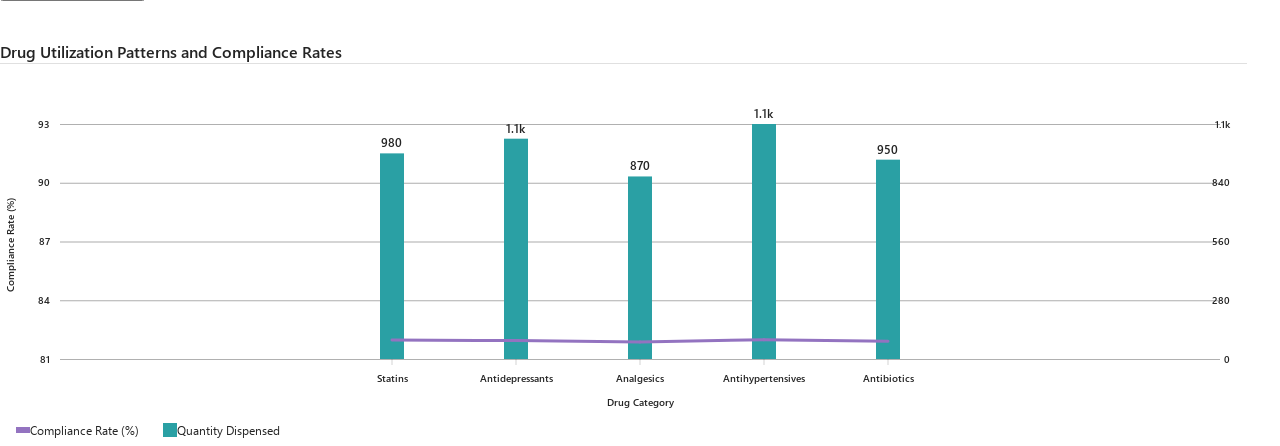 Drug Utilization Patterns and Compliance Rates
93
90
87
84
81
Compliance Rate (%)
1.1k
840
560
280
0
980
1.1k
870
1.1k
950
Statins
Antidepressants
Analgesics
Antihypertensives
Antibiotics
Drug Category
Compliance Rate (%)
Quantity Dispensed